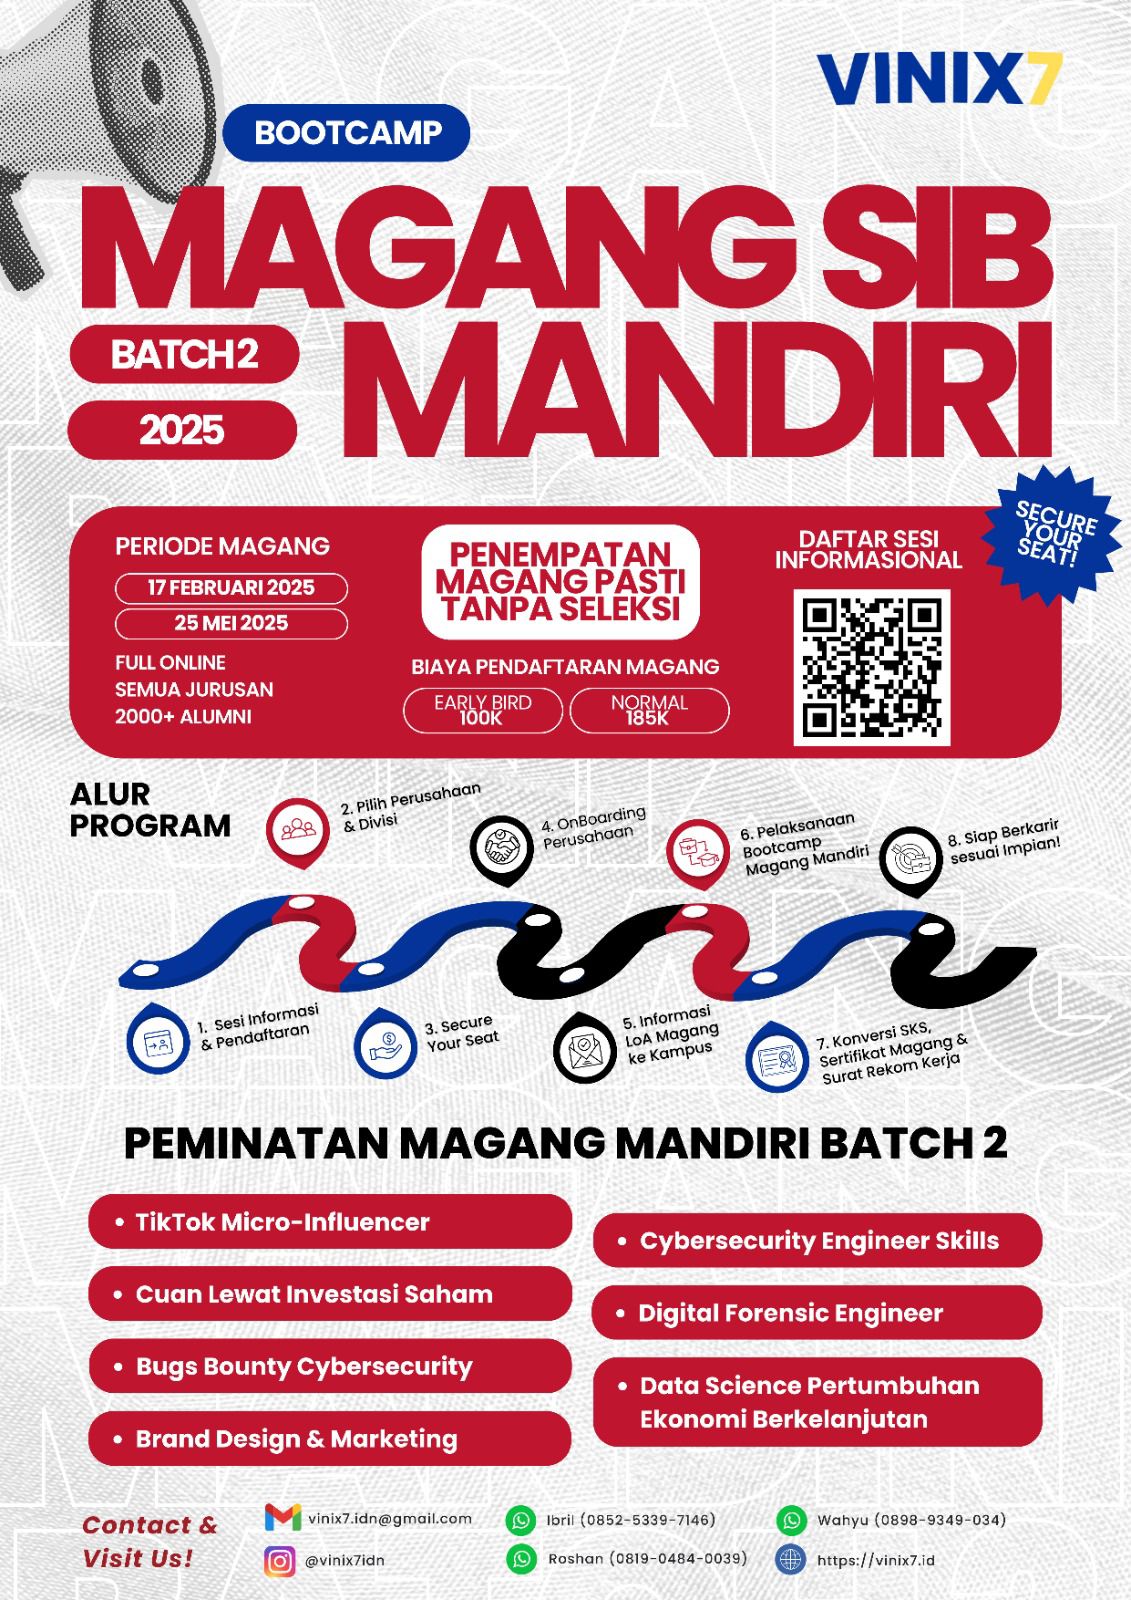 VINIX7
BOOTCAMP
MAGANG SIB
MANDIRI
BATCH 2
2025
SECURE
YOUR
SEAT!
PERIODE MAGANG
17 FEBRUARI 2025
25 MEI 2025
FULL ONLINE
SEMUA JURUSAN
2000+ ALUMNI
PENEMPATAN
MAGANG PASTI
TANPA SELEKSI
BIAYA PENDAFTARAN MAGANG
EARLY BIRD
100K
NORMAL
185K
DAFTAR SESI
INFORMASIONAL
ALUR
PROGRAM
1. Sesi Informasi
& Pendaftaran
2. Pilih Perusahaan
& Divisi
3. Secure
Your Seat
4. OnBoarding
Perusahaan
5. Informasi
LoA Magang
ke Kampus
6. Pelaksanaan
Bootcamp
Magang Mandiri
7. Konversi SKS,
Sertifikat Magang &
Surat Rekom Kerja
8. Siap Berkarir
sesuai Impian!
PEMINATAN MAGANG MANDIRI BATCH 2
• TikTok Micro-Influencer
• Cuan Lewat Investasi Saham
• Bugs Bounty Cybersecurity
• Brand Design & Marketing
• Cybersecurity Engineer Skills
• Digital Forensic Engineer
• Data Science Pertumbuhan
Ekonomi Berkelanjutan
Contact &
Visit Us!
vinix7.idn@gmail.com
@vinix7idn
Ibril (0852-5339-7146)
Roshan (0819-0484-0039)
Wahyu (0898-9349-034)
https://vinix7.id